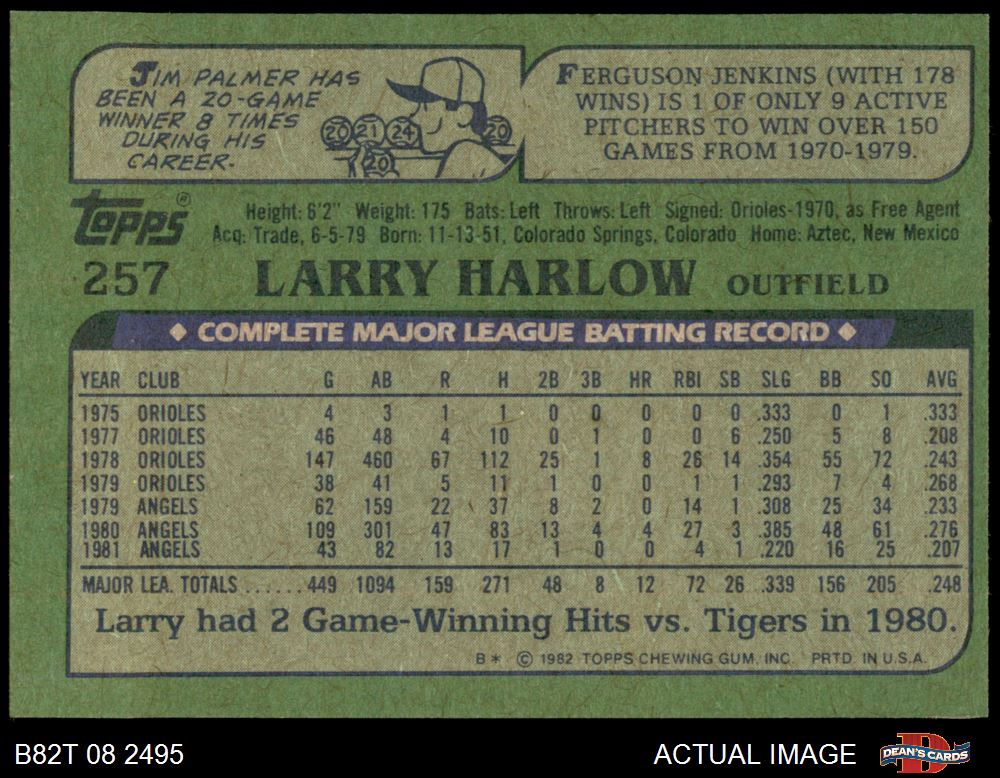 JIM PALMER HAS
BEEN A 20-GAME
WINNER 8 TIMES
DURING HIS
CAREER.
20 21 24 20
20
FERGUSON JENKINS (WITH 178
WINS) IS 1 OF ONLY 9 ACTIVE
PITCHERS TO WIN OVER 150
GAMES FROM 1970-1979.
TOPPS®
Height: 6'2" Weight: 175 Bats: Left Throws: Left Signed: Orioles-1970, as Free Agent
Acq: Trade, 6-5-79 Born: 11-13-51, Colorado Springs, Colorado Home: Aztec, New Mexico
257 LARRY HARLOW OUTFIELD
◆ COMPLETE MAJOR LEAGUE BATTING RECORD ◆
YEAR CLUB G AB R H 2B 3B HR RBI SB SLG BB SO AVG
1975 ORIOLES 4 3 1 1 0 0 0 0 0 .333 0 1 .333
1977 ORIOLES 46 48 4 10 0 1 0 0 6 .250 5 8 .208
1978 ORIOLES 147 460 67 112 25 1 8 26 14 .354 55 72 .243
1979 ORIOLES 38 41 5 11 1 0 0 1 1 .293 7 4 .268
1979 ANGELS 62 159 22 37 8 2 0 14 1 .308 25 34 .233
1980 ANGELS 109 301 47 83 13 4 4 27 3 .385 48 61 .276
1981 ANGELS 43 82 13 17 1 0 0 4 1 .220 16 25 .207
MAJOR LEA. TOTALS ......449 1094 159 271 48 8 12 72 26 .339 156 205 .248
Larry had 2 Game-Winning Hits vs. Tigers in 1980.
B* © 1982 TOPPS CHEWING GUM, INC. PRTD. IN U.S.A.
B82T 08 2495
ACTUAL IMAGE
D
DEAN'S CARDS